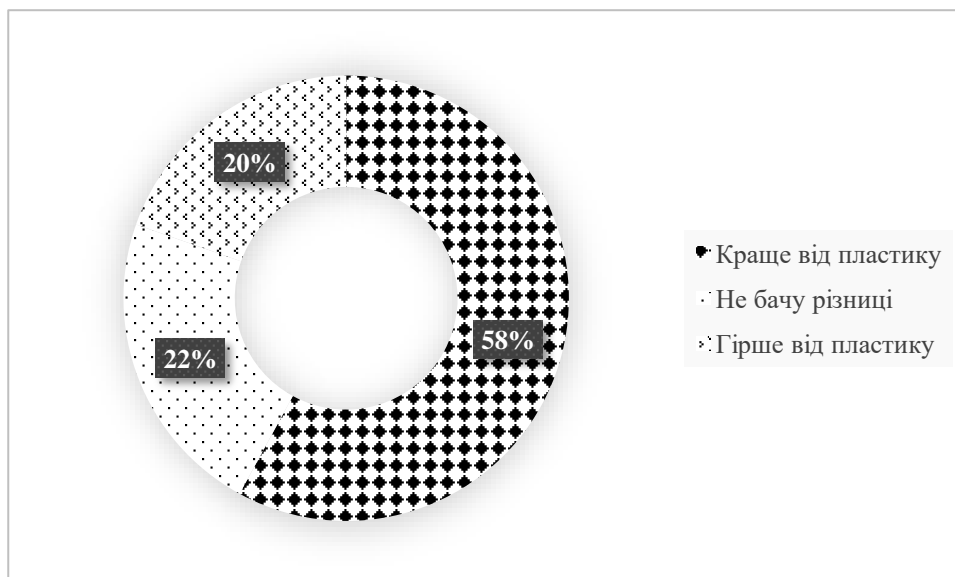 20%
58%
22%
Краще від пластику
Не бачу різниці
Гірше від пластику